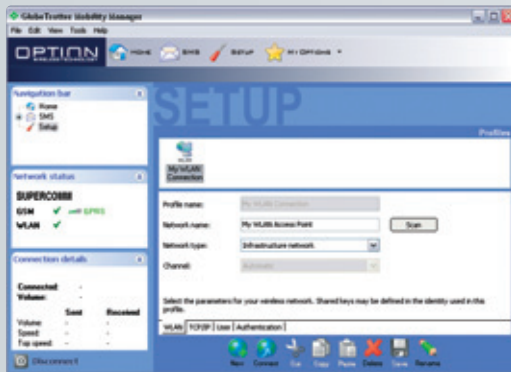 GlobeTrotter Mobility Manager
File Edit View Tools Help
OPTION
WIRELESS TECHNOLOGY
HOME SMS SETUP MY OPTIONS
Navigation bar
Home
SMS
Setup
SETUP
Profiles
WLAN
My WLAN
Connection
Network status
SUPERCOMM
GSM GPRS
WLAN
Profile name: My WLAN Connection
Network name: My WLAN Access Point Scan
Network type: Infrastructure network
Channel: Automatic
Connection details
Connected: -
Volume: -
Sent Received
Volume: - -
Speed: - -
Top speed: - -
Select the parameters for your wireless network. Shared keys may be defined in the identity used in this
profile.
WLAN TCP/IP User Authentication
Disconnect
New Connect Cut Copy Paste Delete Save Rename